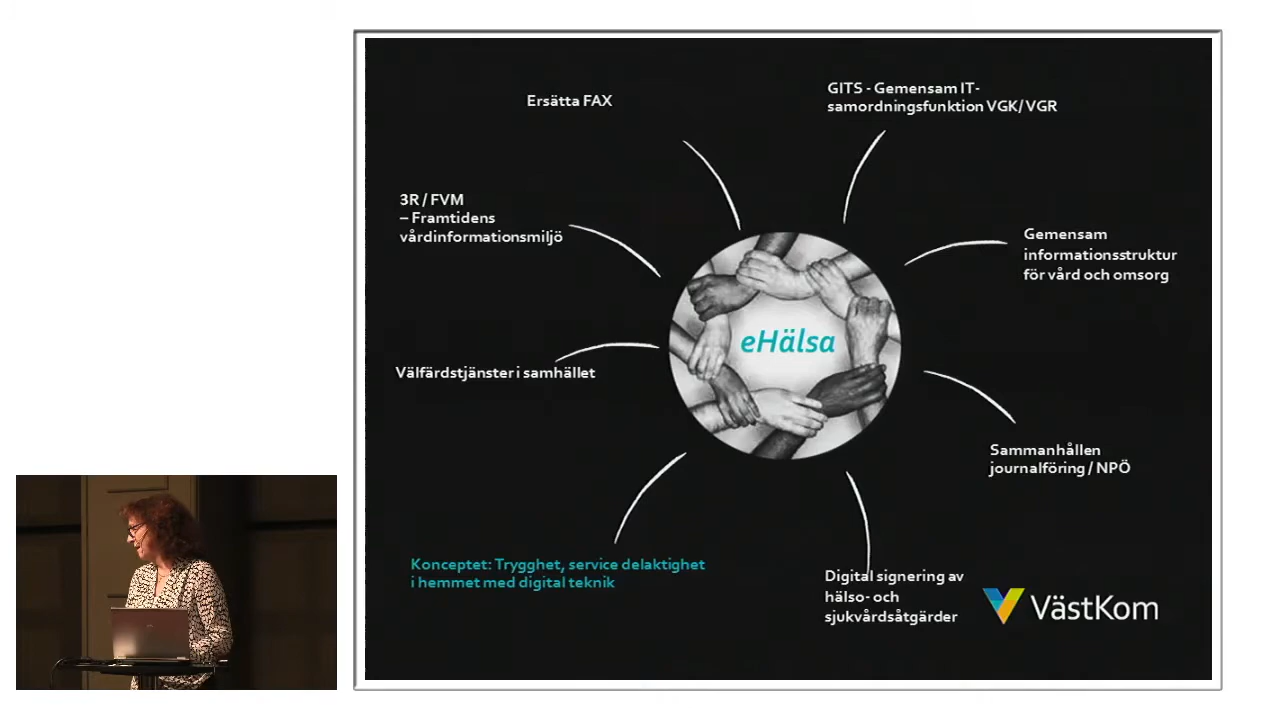 Ersätta FAX
GITS - Gemensam IT-
samordningsfunktion VGK/ VGR
3R / FVM
– Framtidens
vårdinformationsmiljö
Gemensam
informationsstruktur
för vård och omsorg
eHälsa
Välfärdstjänster i samhället
Sammanhållen
journalföring / NPÖ
Konceptet: Trygghet, service delaktighet
i hemmet med digital teknik
Digital signering av
hälso- och
sjukvårdsåtgärder
VästKom